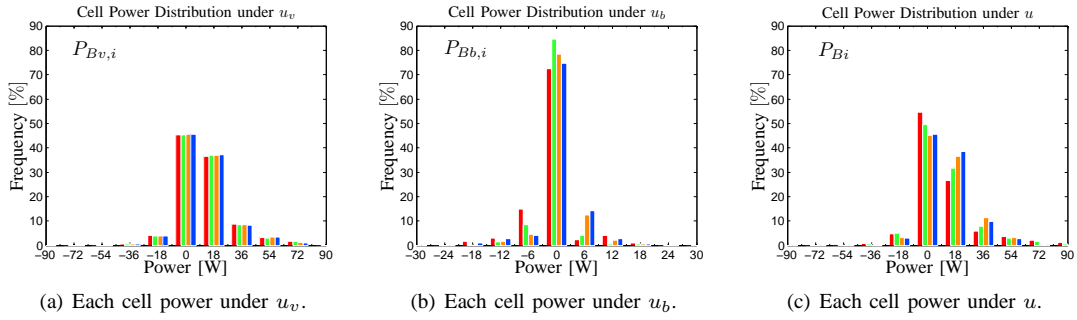 Cell Power Distribution under u_v
Frequency [%]
90
80
70
60
50
40
30
20
10
0
P_{Bv,i}
−90 −72 −54 −36 −18 0 18 36 54 72 90
Power [W]
(a) Each cell power under u_v.
Cell Power Distribution under u_b
Frequency [%]
90
80
70
60
50
40
30
20
10
0
P_{Bb,i}
−30 −24 −18 −12 −6 0 6 12 18 24 30
Power [W]
(b) Each cell power under u_b.
Cell Power Distribution under u
Frequency [%]
90
80
70
60
50
40
30
20
10
0
P_{Bi}
−90 −72 −54 −36 −18 0 18 36 54 72 90
Power [W]
(c) Each cell power under u.